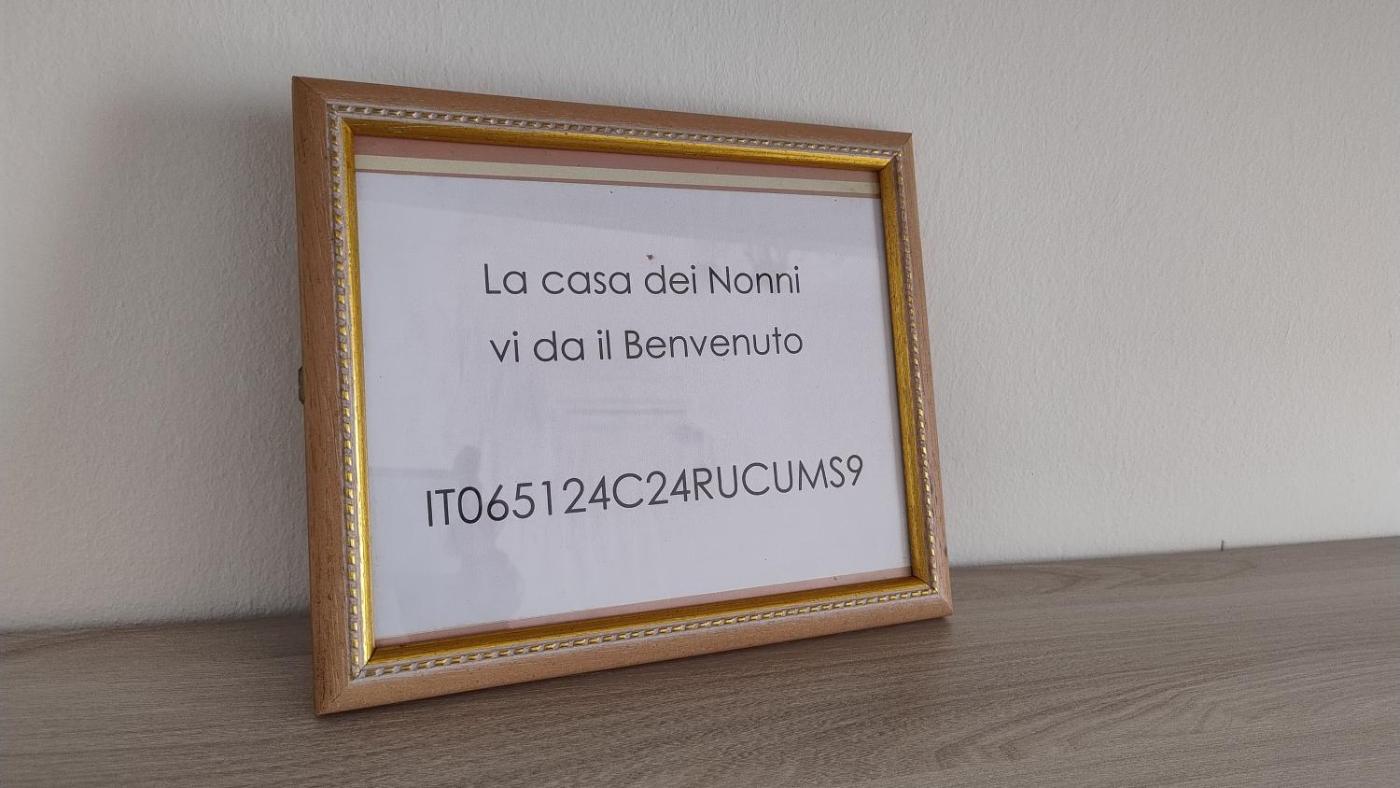 La casa dei Nonni
vi da il Benvenuto
IT065124C24RUCUMS9